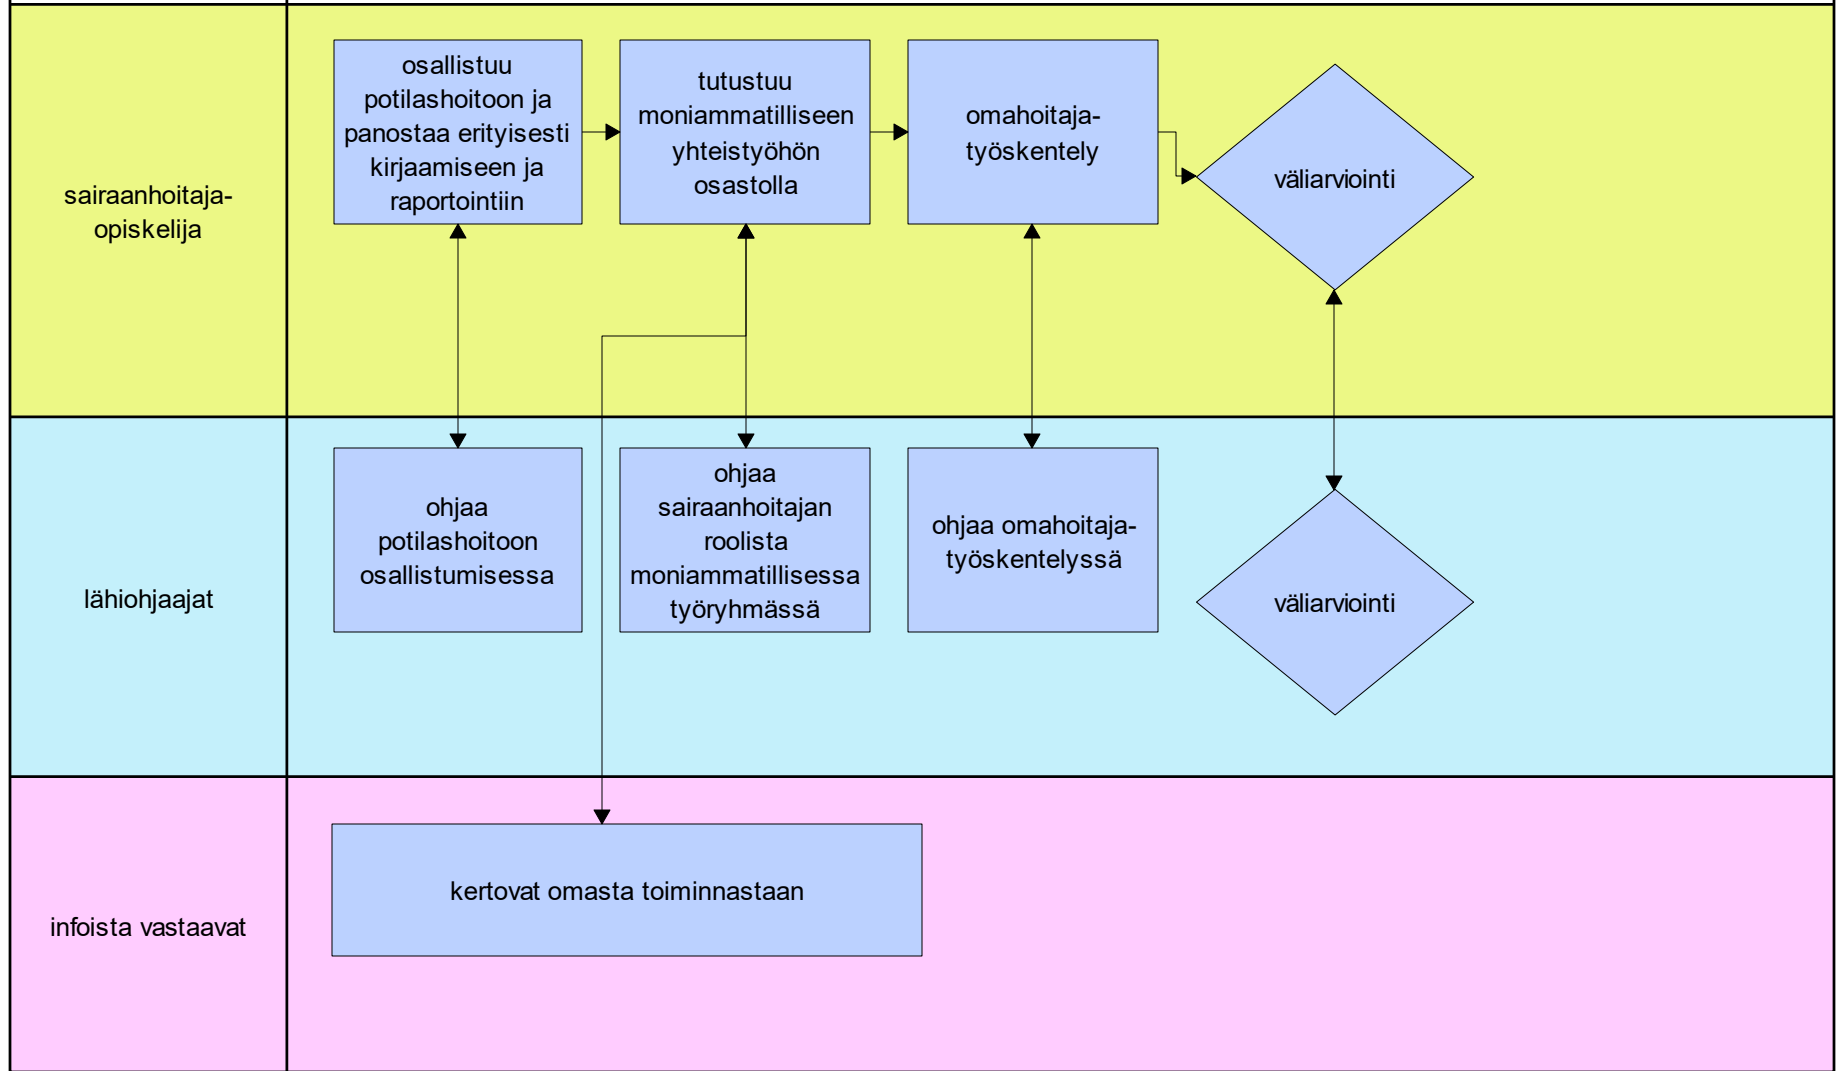 sairaanhoitaja-
opiskelija
osallistuu
potilashoitoon ja
panostaa erityisesti
kirjaamiseen ja
raportointiin
tutustuu
moniammatilliseen
yhteistyöhön
osastolla
omahoitaja-
työskentely
väliarviointi
lähiohjaajat
ohjaa
potilashoitoon
osallistumisessa
ohjaa
sairaanhoitajan
roolista
moniammatillisessa
työryhmässä
ohjaa omahoitaja-
työskentelyssä
väliarviointi
infoista vastaavat
kertovat omasta toiminnastaan